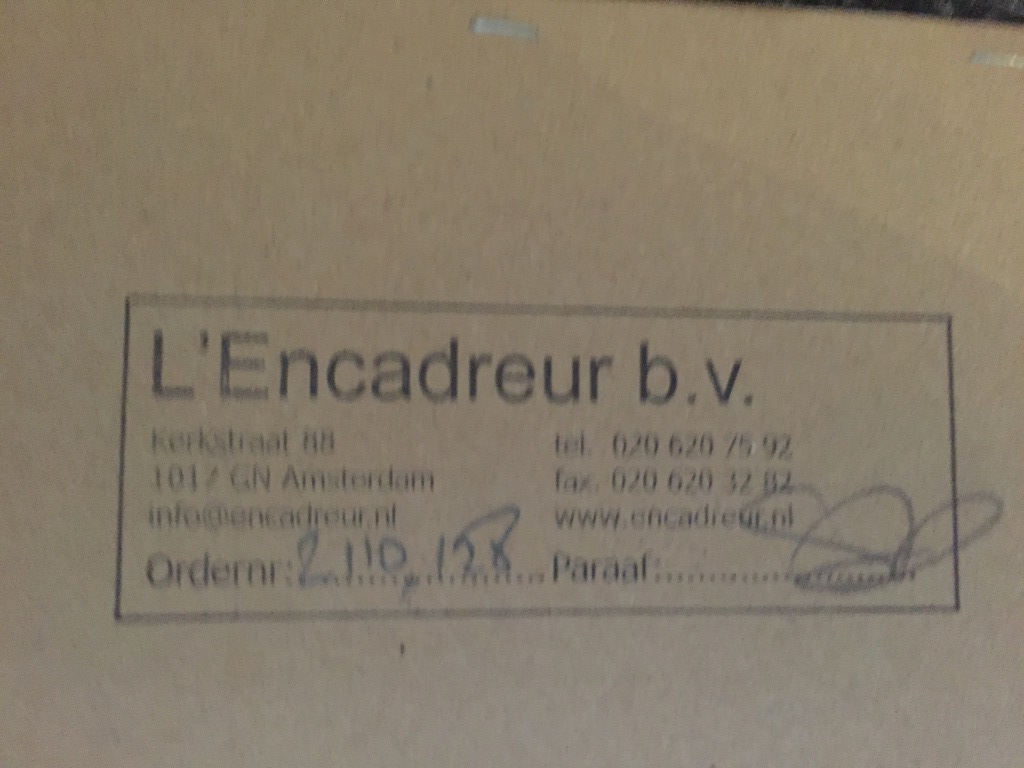 L'Encadreur b.v.
Kerkstraat 88 tel. 020 620 75 92
1017 GN Amsterdam fax. 020 620 32 82
info@encadreur.nl www.encadreur.nl
Ordernr: Paraaf: